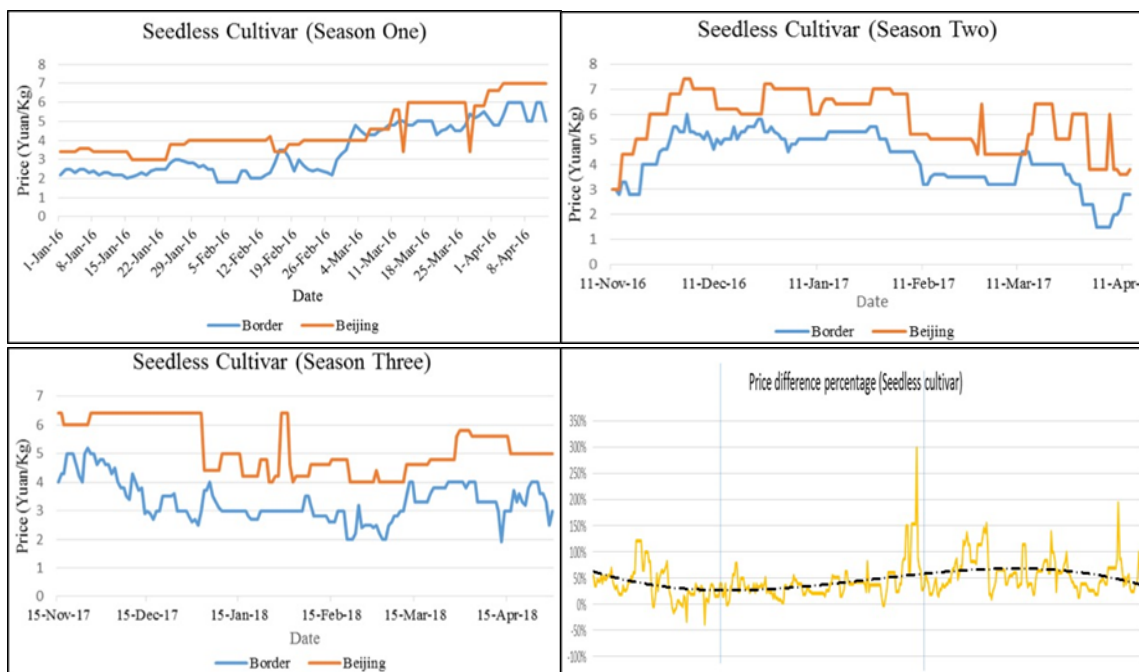 Seedless Cultivar (Season One)
Price (Yuan/Kg)
8
7
6
5
4
3
2
1
0
1-Jan-16
8-Jan-16
15-Jan-16
22-Jan-16
29-Jan-16
5-Feb-16
12-Feb-16
19-Feb-16
26-Feb-16
4-Mar-16
11-Mar-16
18-Mar-16
25-Mar-16
1-Apr-16
8-Apr-16
Date
Border Beijing
Seedless Cultivar (Season Two)
Price (Yuan/Kg)
8
7
6
5
4
3
2
1
0
11-Nov-16 11-Dec-16 11-Jan-17 11-Feb-17 11-Mar-17 11-Apr-
Date
Border Beijing
Seedless Cultivar (Season Three)
Price (Yuan/Kg)
7
6
5
4
3
2
1
0
15-Nov-17 15-Dec-17 15-Jan-18 15-Feb-18 15-Mar-18 15-Apr-18
Date
Border Beijing
Price difference percentage (Seedless cultivar)
350%
300%
250%
200%
150%
100%
50%
0%
-50%
-100%